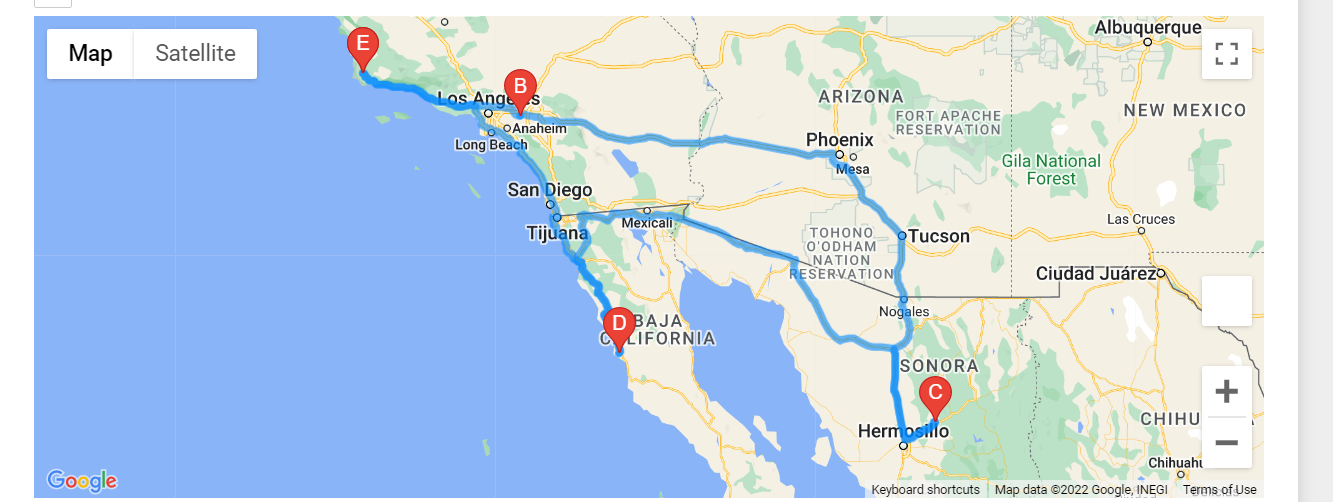 Map
Satellite
E
B
Los Angeles
Anaheim
Long Beach
San Diego
Tijuana
Mexicali
Albuquerque
ARIZONA
NEW MEXICO
FORT APACHE
RESERVATION
Phoenix
Mesa
Gila National
Forest
Las Cruces
TOHONO
O'ODHAM
NATION
RESERVATION
Tucson
Ciudad Juárez
Nogales
D
BAJA
CALIFORNIA
SONORA
C
Hermosillo
CHIHU
Chihuahu
+
−
Google
Keyboard shortcuts
Map data ©2022 Google, INEGI
Terms of Use